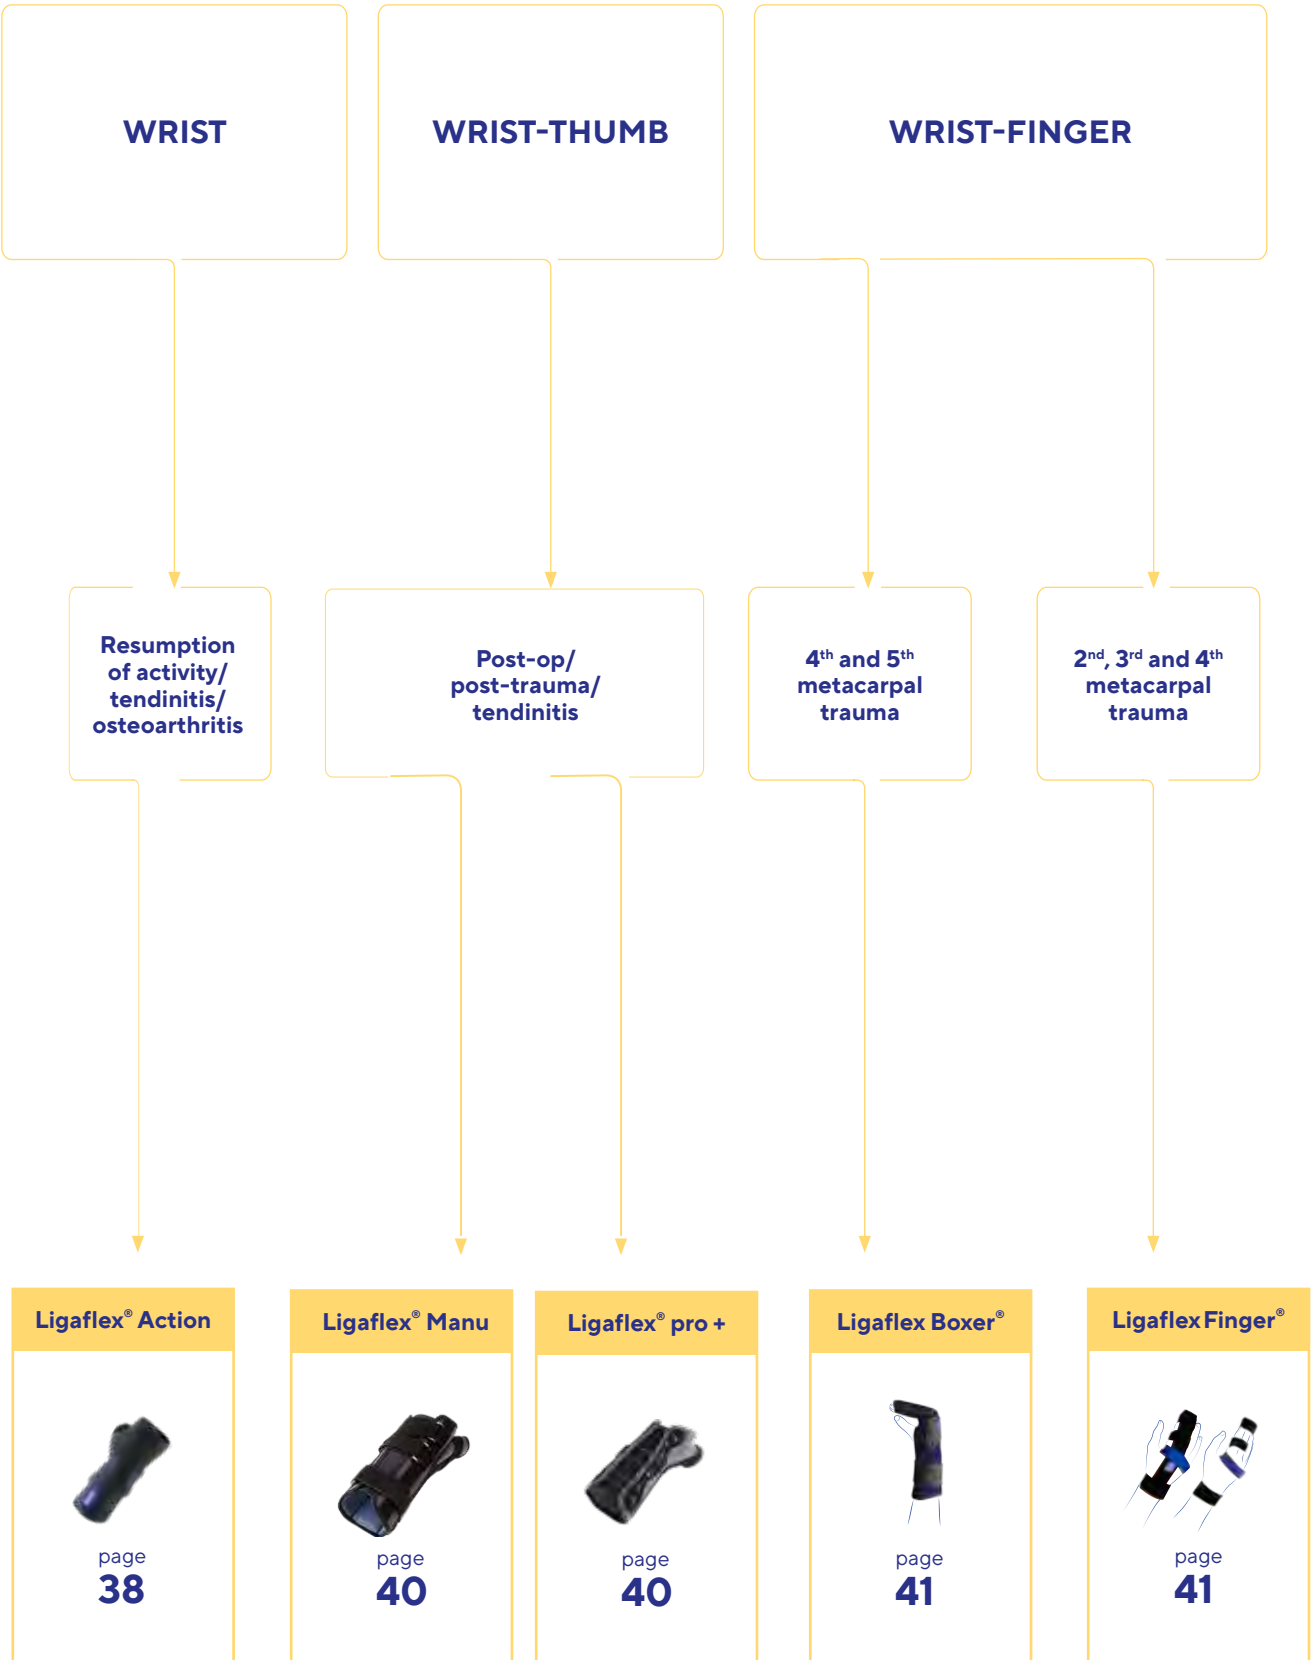 WRIST
WRIST-THUMB
WRIST-FINGER
Resumption
of activity/
tendinitis/
osteoarthritis
Post-op/
post-trauma/
tendinitis
4th and 5th
metacarpal
trauma
2nd, 3rd and 4th
metacarpal
trauma
Ligaflex® Action
page
38
Ligaflex® Manu
page
40
Ligaflex® pro +
page
40
Ligaflex Boxer®
page
41
Ligaflex Finger®
page
41